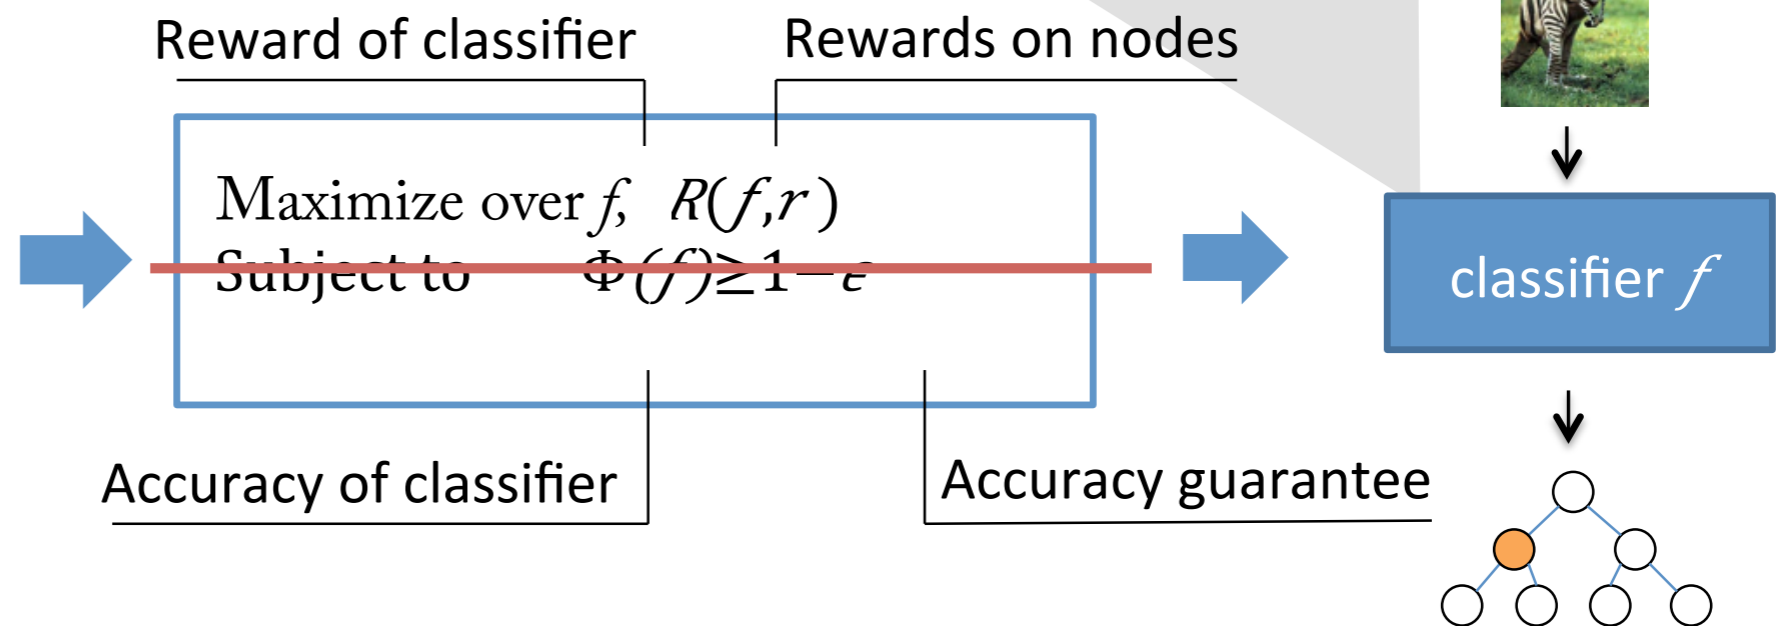 Reward of classifier
Rewards on nodes
Maximize over f, R(f,r)
Subject to Φ(f)≥1−ε
classifier f
Accuracy of classifier
Accuracy guarantee